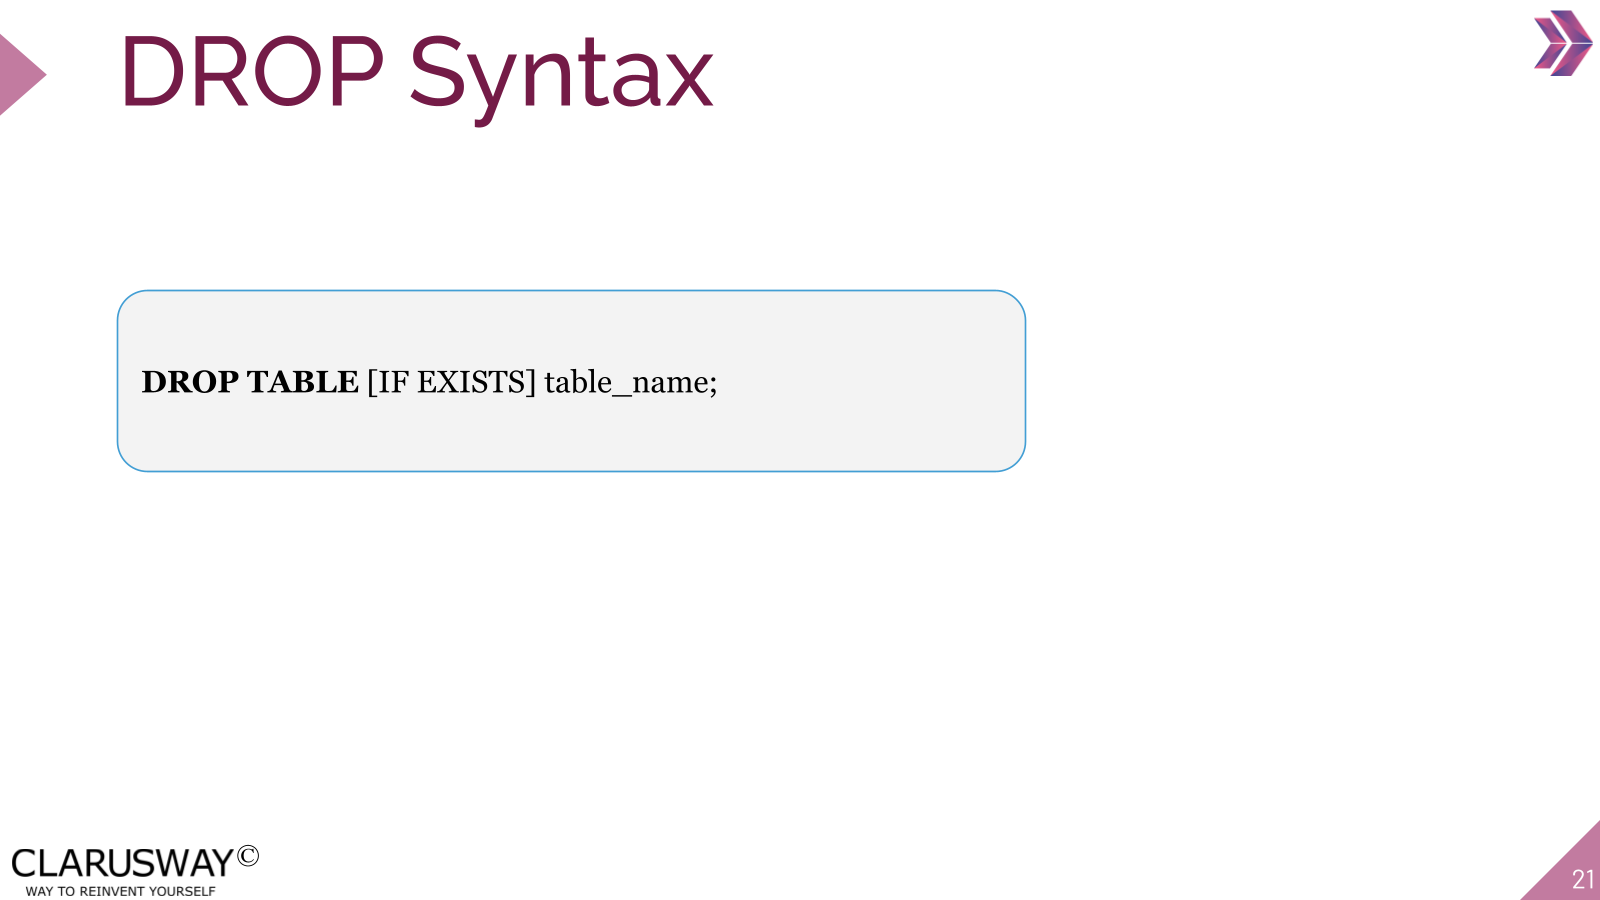 DROP Syntax
DROP TABLE [IF EXISTS] table_name;
CLARUSWAY©
WAY TO REINVENT YOURSELF
21